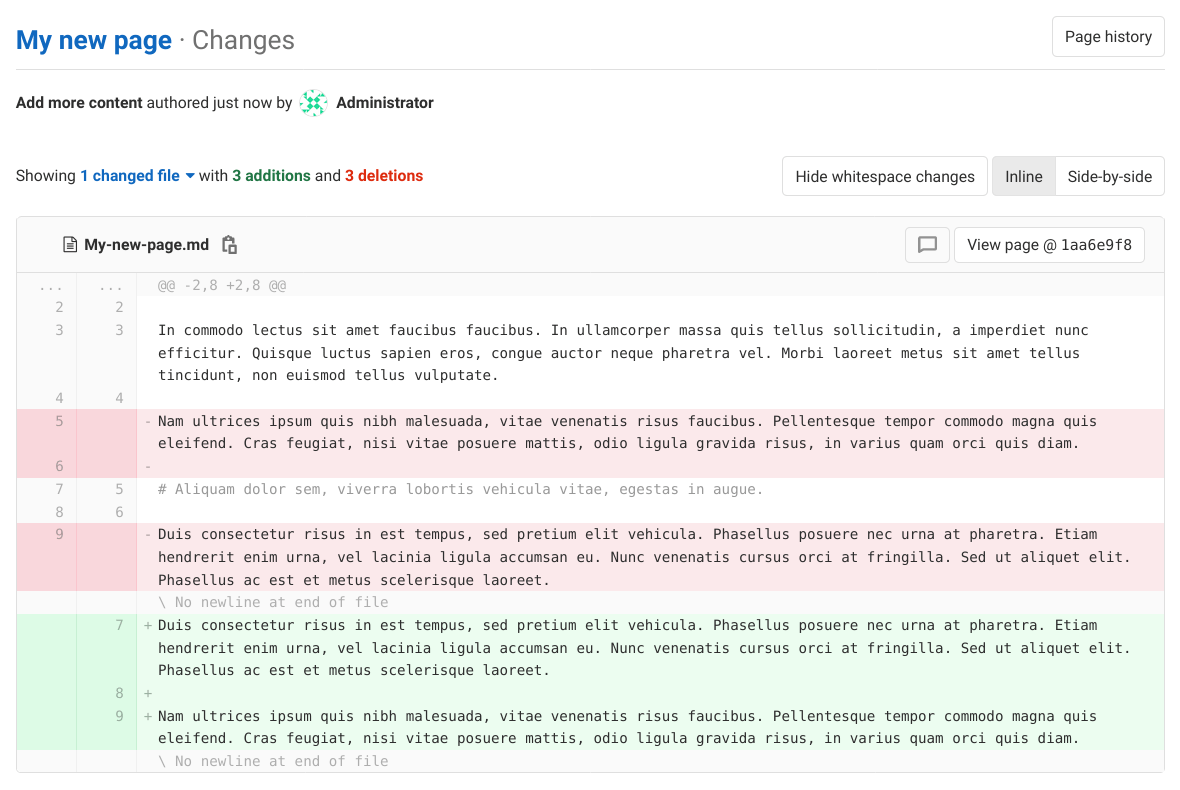 My new page · Changes
Page history
Add more content authored just now by Administrator
Showing 1 changed file with 3 additions and 3 deletions
Hide whitespace changes
Inline
Side-by-side
My-new-page.md
View page @ 1aa6e9f8
... ... @@ -2,8 +2,8 @@
2 2
3 3 In commodo lectus sit amet faucibus faucibus. In ullamcorper massa quis tellus sollicitudin, a imperdiet nunc
efficitur. Quisque luctus sapien eros, congue auctor neque pharetra vel. Morbi laoreet metus sit amet tellus
tincidunt, non euismod tellus vulputate.
4 4
5 - Nam ultrices ipsum quis nibh malesuada, vitae venenatis risus faucibus. Pellentesque tempor commodo magna quis
eleifend. Cras feugiat, nisi vitae posuere mattis, odio ligula gravida risus, in varius quam orci quis diam.
6 -
7 5 # Aliquam dolor sem, viverra lobortis vehicula vitae, egestas in augue.
8 6
9 - Duis consectetur risus in est tempus, sed pretium elit vehicula. Phasellus posuere nec urna at pharetra. Etiam
hendrerit enim urna, vel lacinia ligula accumsan eu. Nunc venenatis cursus orci at fringilla. Sed ut aliquet elit.
Phasellus ac est et metus scelerisque laoreet.
\ No newline at end of file
7 + Duis consectetur risus in est tempus, sed pretium elit vehicula. Phasellus posuere nec urna at pharetra. Etiam
hendrerit enim urna, vel lacinia ligula accumsan eu. Nunc venenatis cursus orci at fringilla. Sed ut aliquet elit.
Phasellus ac est et metus scelerisque laoreet.
8 +
9 + Nam ultrices ipsum quis nibh malesuada, vitae venenatis risus faucibus. Pellentesque tempor commodo magna quis
eleifend. Cras feugiat, nisi vitae posuere mattis, odio ligula gravida risus, in varius quam orci quis diam.
\ No newline at end of file